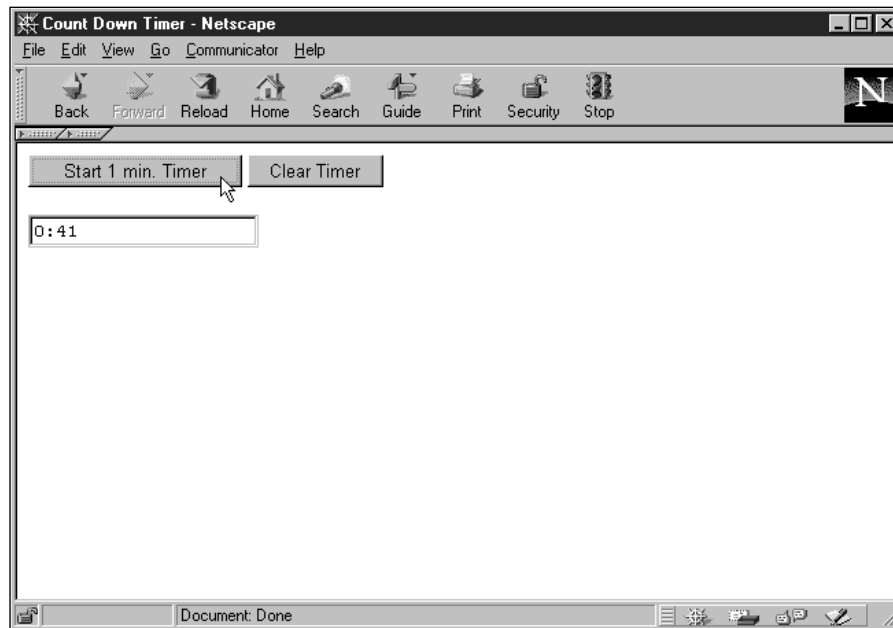 Count Down Timer - Netscape
File Edit View Go Communicator Help
Back Forward Reload Home Search Guide Print Security Stop
N
Start 1 min. Timer Clear Timer
0:41
Document: Done